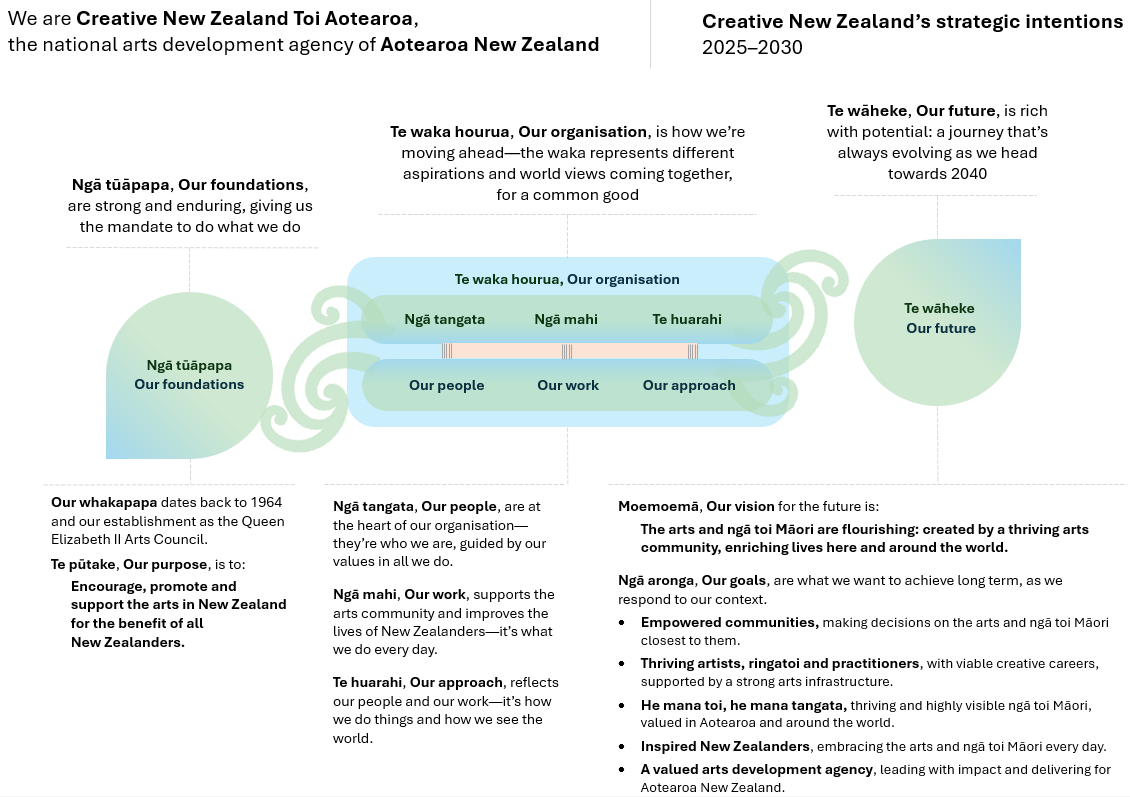 We are Creative New Zealand Toi Aotearoa,
the national arts development agency of Aotearoa New Zealand
Creative New Zealand’s strategic intentions
2025–2030
Ngā tūāpapa, Our foundations,
are strong and enduring, giving us
the mandate to do what we do
Te waka hourua, Our organisation, is how we’re
moving ahead—the waka represents different
aspirations and world views coming together,
for a common good
Te wāheke, Our future, is rich
with potential: a journey that’s
always evolving as we head
towards 2040
Ngā tūāpapa
Our foundations
Te waka hourua, Our organisation
Ngā tangata Ngā mahi Te huarahi
Our people Our work Our approach
Te wāheke
Our future
Our whakapapa dates back to 1964
and our establishment as the Queen
Elizabeth II Arts Council.
Te pūtake, Our purpose, is to:
Encourage, promote and
support the arts in New Zealand
for the benefit of all
New Zealanders.
Ngā tangata, Our people, are at
the heart of our organisation—
they’re who we are, guided by our
values in all we do.
Ngā mahi, Our work, supports the
arts community and improves the
lives of New Zealanders—it’s what
we do every day.
Te huarahi, Our approach, reflects
our people and our work—it’s how
we do things and how we see the
world.
Moemoemā, Our vision for the future is:
The arts and ngā toi Māori are flourishing: created by a thriving arts
community, enriching lives here and around the world.
Ngā aronga, Our goals, are what we want to achieve long term, as we
respond to our context.
• Empowered communities, making decisions on the arts and ngā toi Māori
closest to them.
• Thriving artists, ringatoi and practitioners, with viable creative careers,
supported by a strong arts infrastructure.
• He mana toi, he mana tangata, thriving and highly visible ngā toi Māori,
valued in Aotearoa and around the world.
• Inspired New Zealanders, embracing the arts and ngā toi Māori every day.
• A valued arts development agency, leading with impact and delivering for
Aotearoa New Zealand.